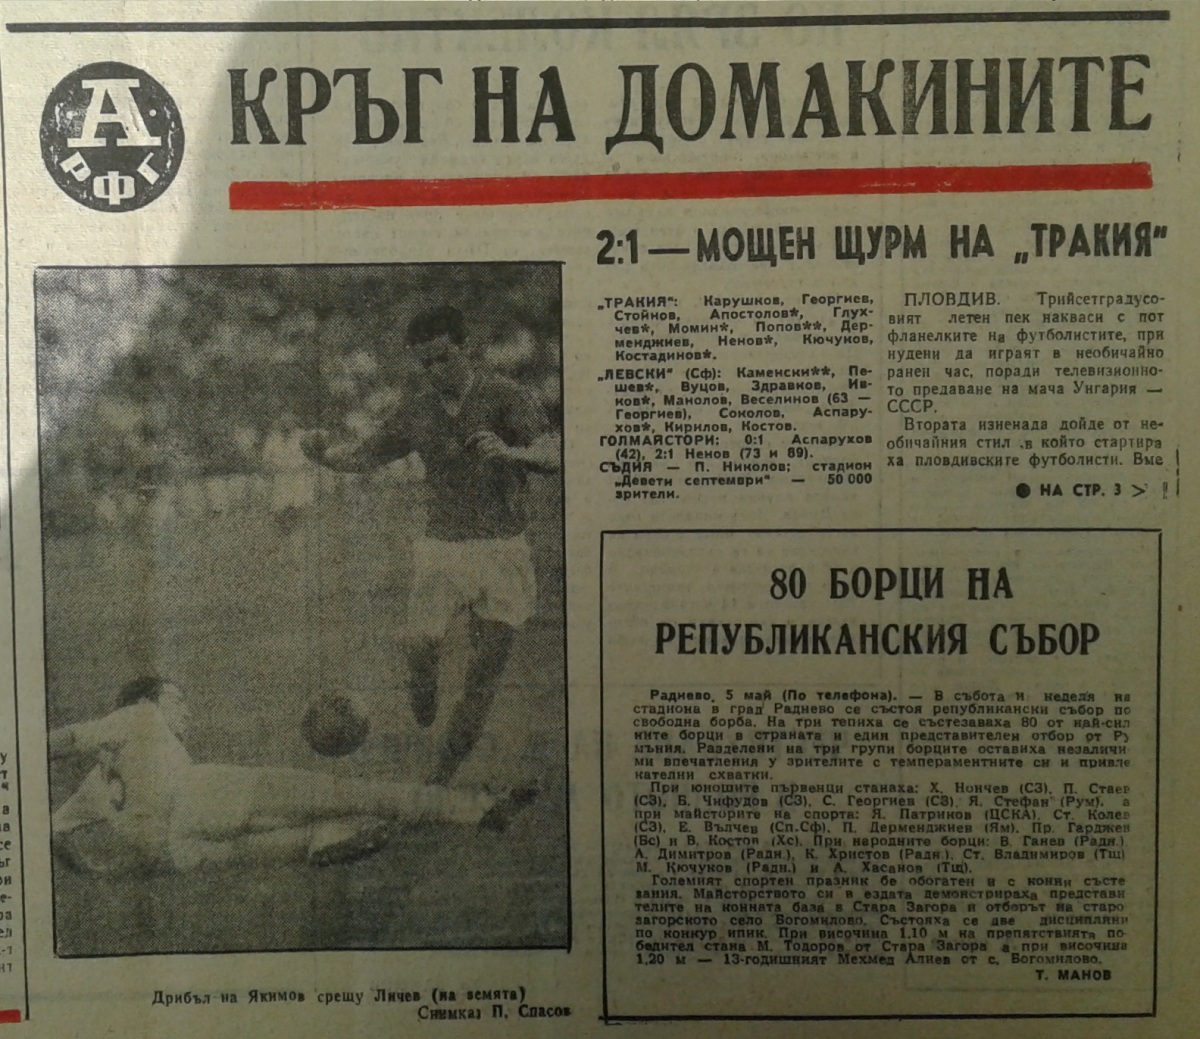 А
РФГ
КРЪГ НА ДОМАКИНИТЕ
2:1 — МОЩЕН ЩУРМ НА „ТРАКИЯ"
„ТРАКИЯ": Карушков, Георгиев,
Стойнов, Апостолов*, Глух-
чев*, Момин*, Попов**, Дер-
менджиев, Ненов*, Кючуков,
Костадинов*.
„ЛЕВСКИ" (Сф): Каменски**, Пе-
шев*, Вуцов, Здравков, Ив-
ков*, Манолов, Веселинов (63 —
Георгиев), Соколов, Аспару-
хов*, Кирилов, Костов.
ГОЛМАЙСТОРИ: 0:1 Аспарухов
(42), 2:1 Ненов (73 и 89).
СЪДИЯ — П. Николов; стадион
„Девети септември" — 50 000
зрители.
ПЛОВДИВ. Трийсетградусо-
вият летен пек накваси с пот
фланелките на футболистите, при
нудени да играят в необичайно
ранен час, поради телевизионно-
то предаване на мача Унгария —
СССР.
Втората изненада дойде от не-
обичайния стил в който стартира
ха пловдивските футболисти. Вме
● НА СТР. 3 >
80 БОРЦИ НА
РЕПУБЛИКАНСКИЯ СЪБОР
Раднево, 5 май (По телефона). — В събота и неделя на
стадиона в град Раднево се състоя републикански събор по
свободна борба. На три тепиха се състезаваха 80 от най-сил
ните борци в страната и един представителен отбор от Ру
мъния. Разделени на три групи борците оставиха незаличи
ми впечатления у зрителите с темпераментните си и привле
кателни схватки.
При юношите първенци станаха: Х. Нончев (СЗ), П. Стаев
(СЗ), Б. Чифудов (СЗ), С. Георгиев (СЗ), Я. Стефан (Рум), а
при майсторите на спорта: Я. Патриков (ЦСКА), Ст. Колев
(СЗ), Е. Вълчев (Сп.Сф), П. Дерменджиев (Ям), Пр. Гарджев
(Бс) и В. Костов (Хс). При народните борци: В. Ганев (Радн.)
А. Димитров (Радн.), К. Христов (Радн.), Ст. Владимиров (Тщ)
М. Кючуков (Радн.) и А. Хасанов (Тщ).
Големият спортен празник бе обогатен и с конни състе
зания. Майсторството си в ездата демонстрираха представи
телите на конната база в Стара Загора и отборът на старо
загорското село Богомилово. Състояха се две дисциплини
по конкур ипик. При височина 1,10 м на препятствията по-
бедител стана М. Тодоров от Стара Загора а при височина
1,20 м — 13-годишният Мехмед Алиев от с. Богомилово.
Т. МАНОВ
Дрибъл на Якимов срещу Личев (на земята)
Снимка: П. Спасов